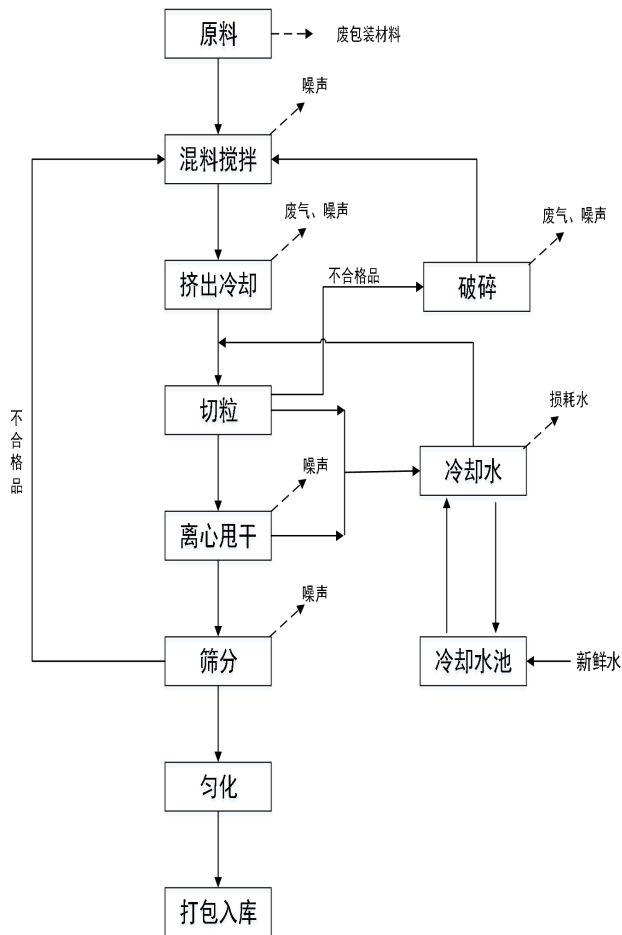 原料
废包装材料
噪声
混料搅拌
废气、噪声
废气、噪声
挤出冷却
不合格品
破碎
切粒
不合格品
损耗水
噪声
冷却水
离心甩干
噪声
筛分
冷却水池
新鲜水
匀化
打包入库